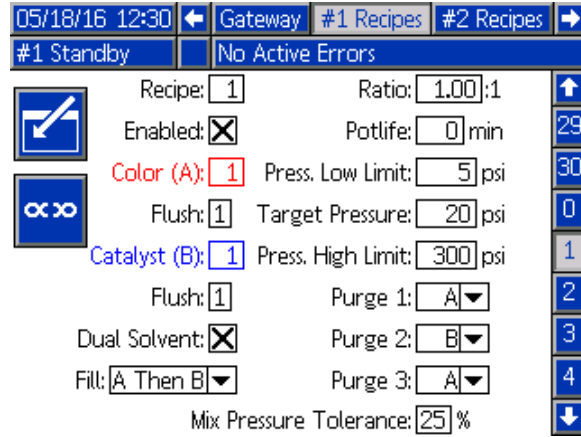 05/18/16 12:30 Gateway #1 Recipes #2 Recipes
#1 Standby No Active Errors
Recipe: 1 Ratio: 1.00:1
Enabled: Potlife: 0 min 29
Color (A): 1 Press. Low Limit: 5 psi 30
Flush: 1 Target Pressure: 20 psi 0
Catalyst (B): 1 Press. High Limit: 300 psi 1
Flush: 1 Purge 1: A 2
Dual Solvent: Purge 2: B 3
Fill: A Then B Purge 3: A 4
Mix Pressure Tolerance: 25 %